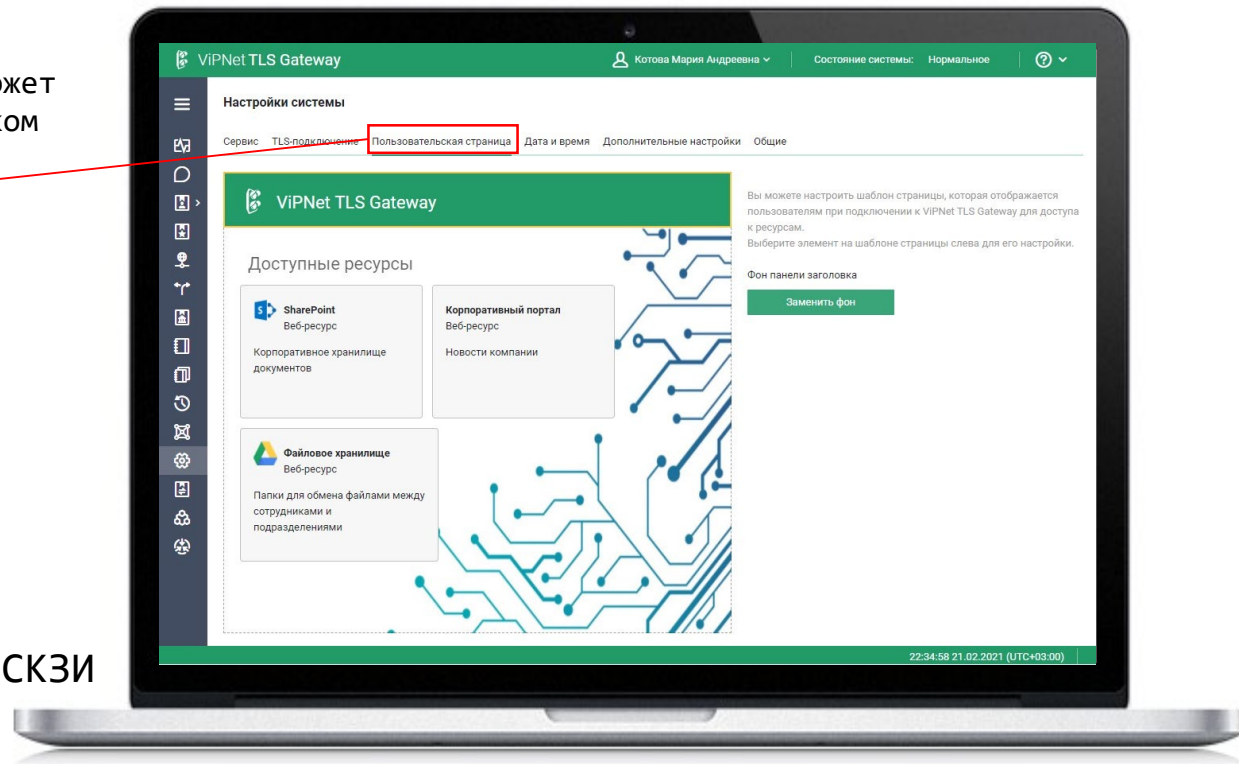 ожет
ком
СКЗИ
ViPNet TLS Gateway
Котова Мария Андреевна
Состояние системы: Нормальное
Настройки системы
Сервис TLS-подключение Пользовательская страница Дата и время Дополнительные настройки Общие
ViPNet TLS Gateway
Доступные ресурсы
SharePoint
Веб-ресурс
Корпоративное хранилище
документов
Корпоративный портал
Веб-ресурс
Новости компании
Файловое хранилище
Веб-ресурс
Папки для обмена файлами между
сотрудниками и
подразделениями
Вы можете настроить шаблон страницы, которая отображается
пользователям при подключении к ViPNet TLS Gateway для доступа
к ресурсам.
Выберите элемент на шаблоне страницы слева для его настройки.
Фон панели заголовка
Заменить фон
22:34:58 21.02.2021 (UTC+03:00)